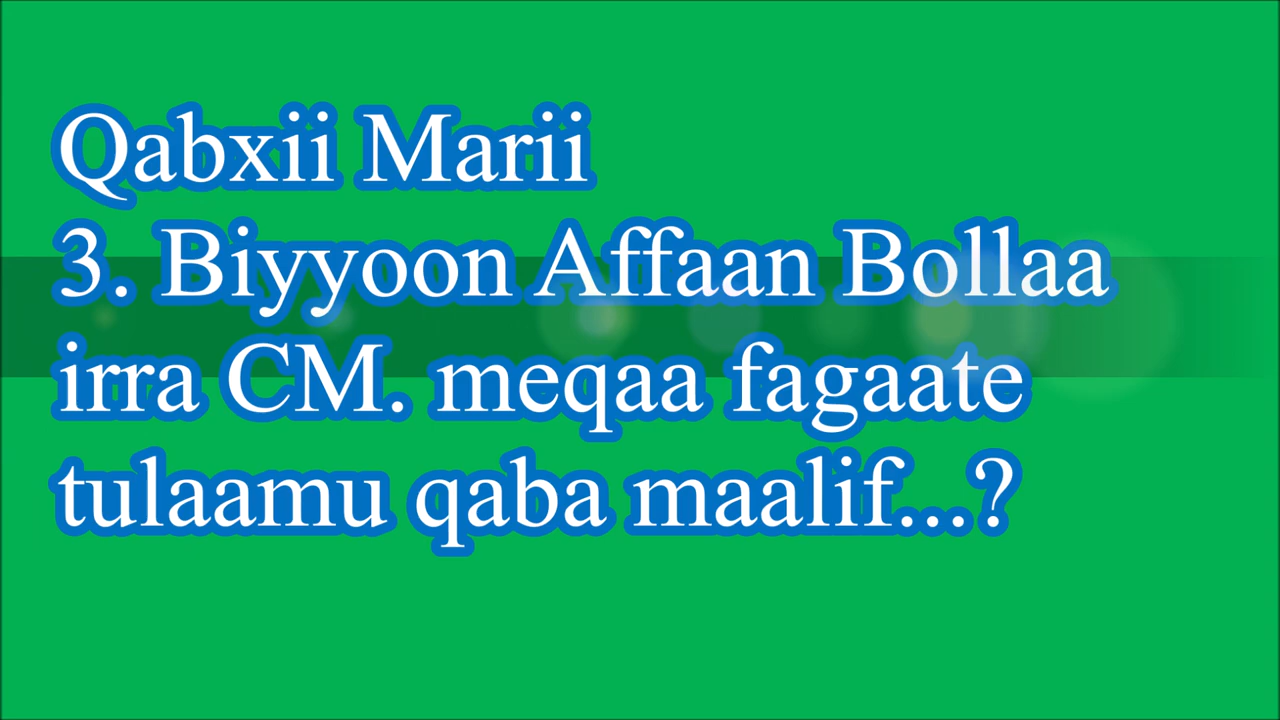 Qabxii Marii
3. Biyyoon Affaan Bollaa
irra CM. meqaa fagaate
tulaamu qaba maalif...?